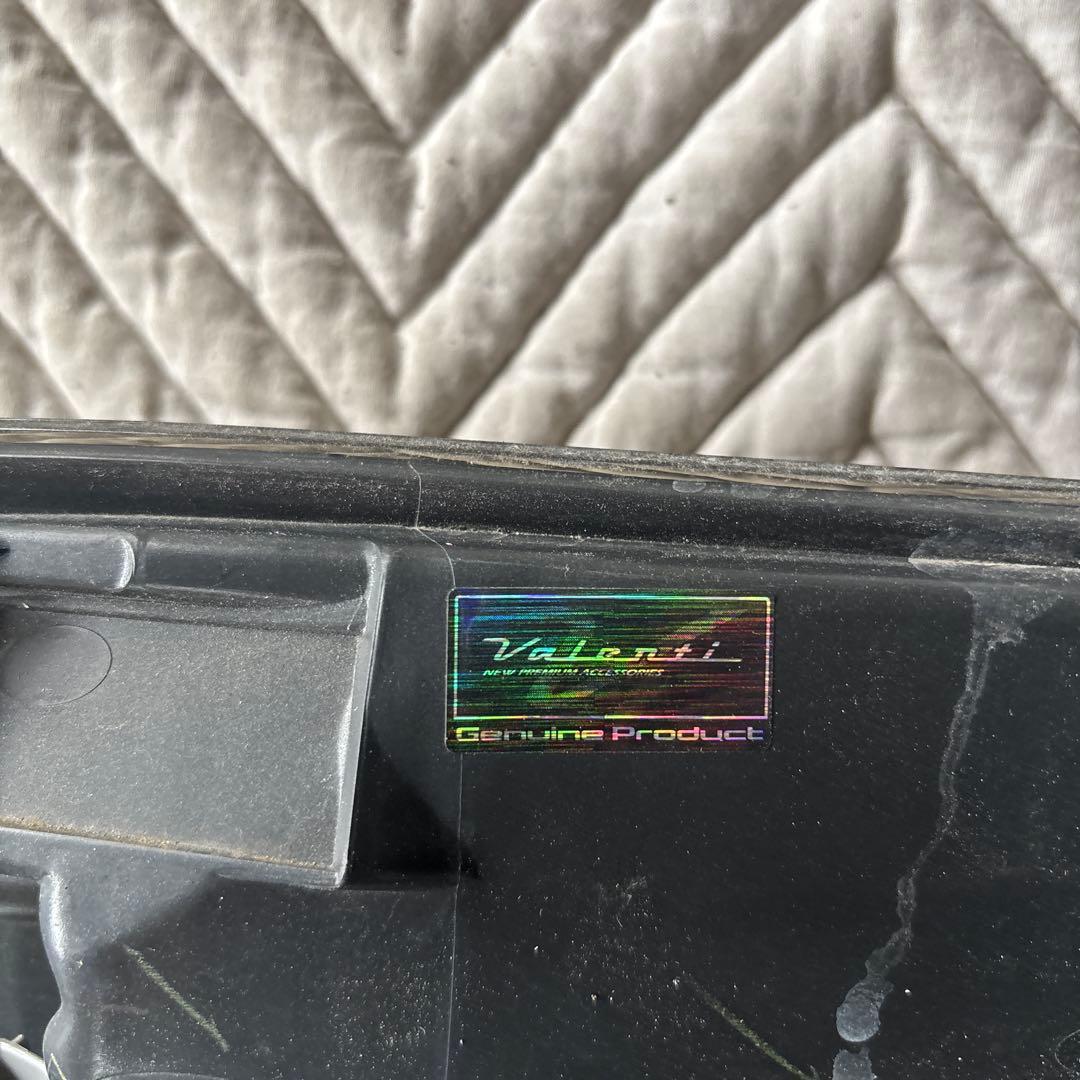 Valenti
NEW PREMIUM ACCESSORIES
Genuine Product